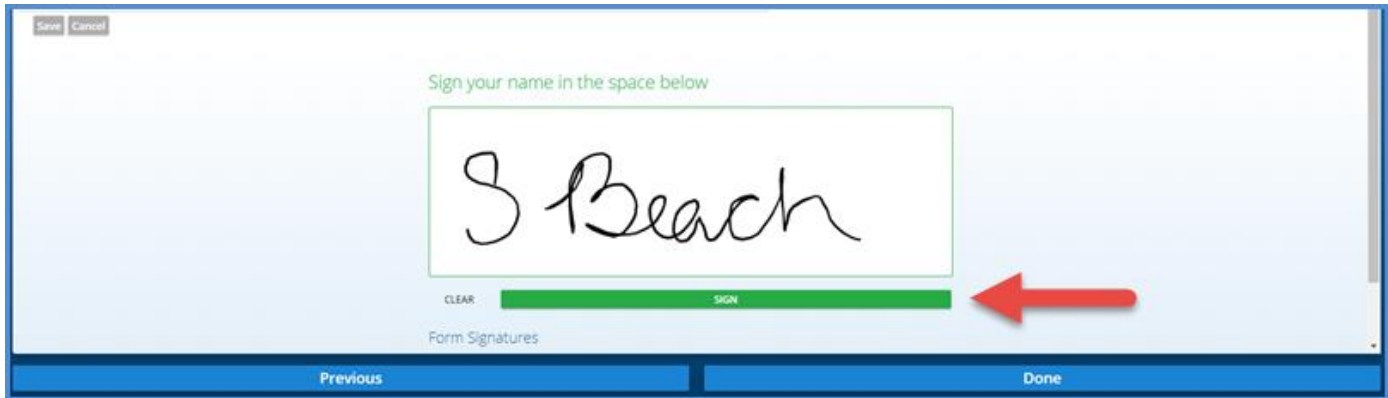 Save Cancel
Sign your name in the space below
S Beach
CLEAR SIGN
Form Signatures
Previous Done